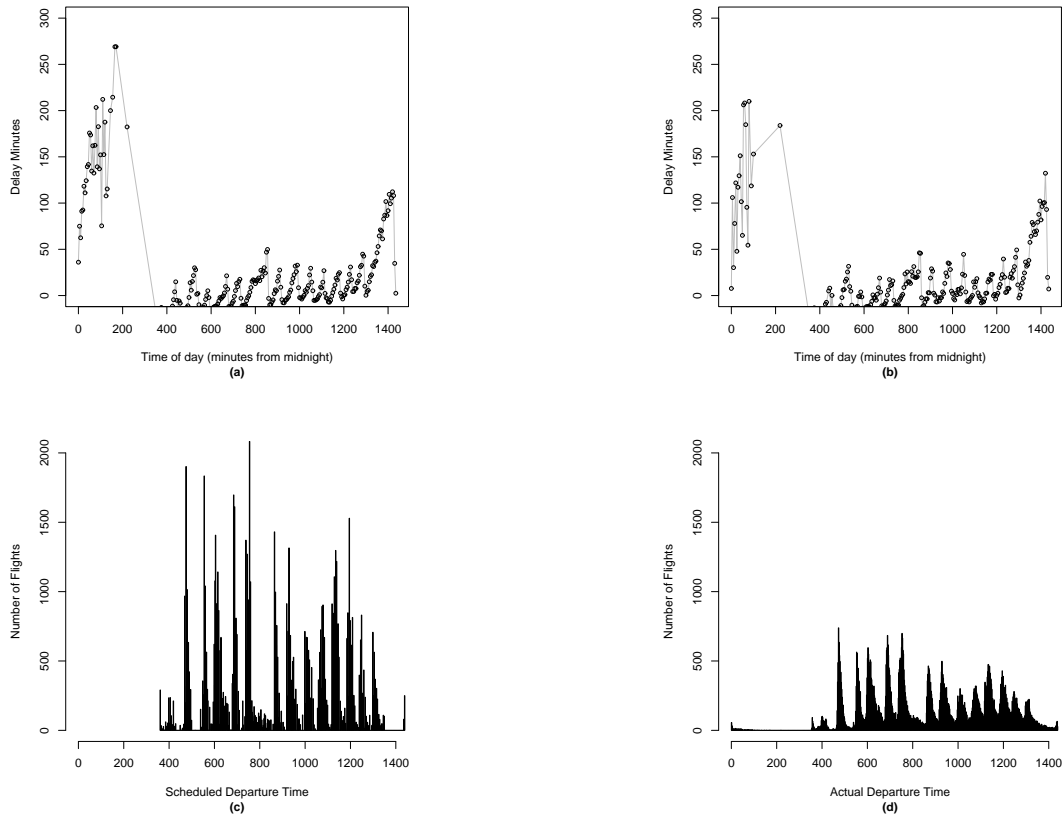 300
250
200
150
100
50
0
Delay Minutes
0 200 400 600 800 1000 1200 1400
Time of day (minutes from midnight)
(a)
300
250
200
150
100
50
0
Delay Minutes
0 200 400 600 800 1000 1200 1400
Time of day (minutes from midnight)
(b)
2000
1500
1000
500
0
Number of Flights
0 200 400 600 800 1000 1200 1400
Scheduled Departure Time
(c)
2000
1500
1000
500
0
Number of Flights
0 200 400 600 800 1000 1200 1400
Actual Departure Time
(d)